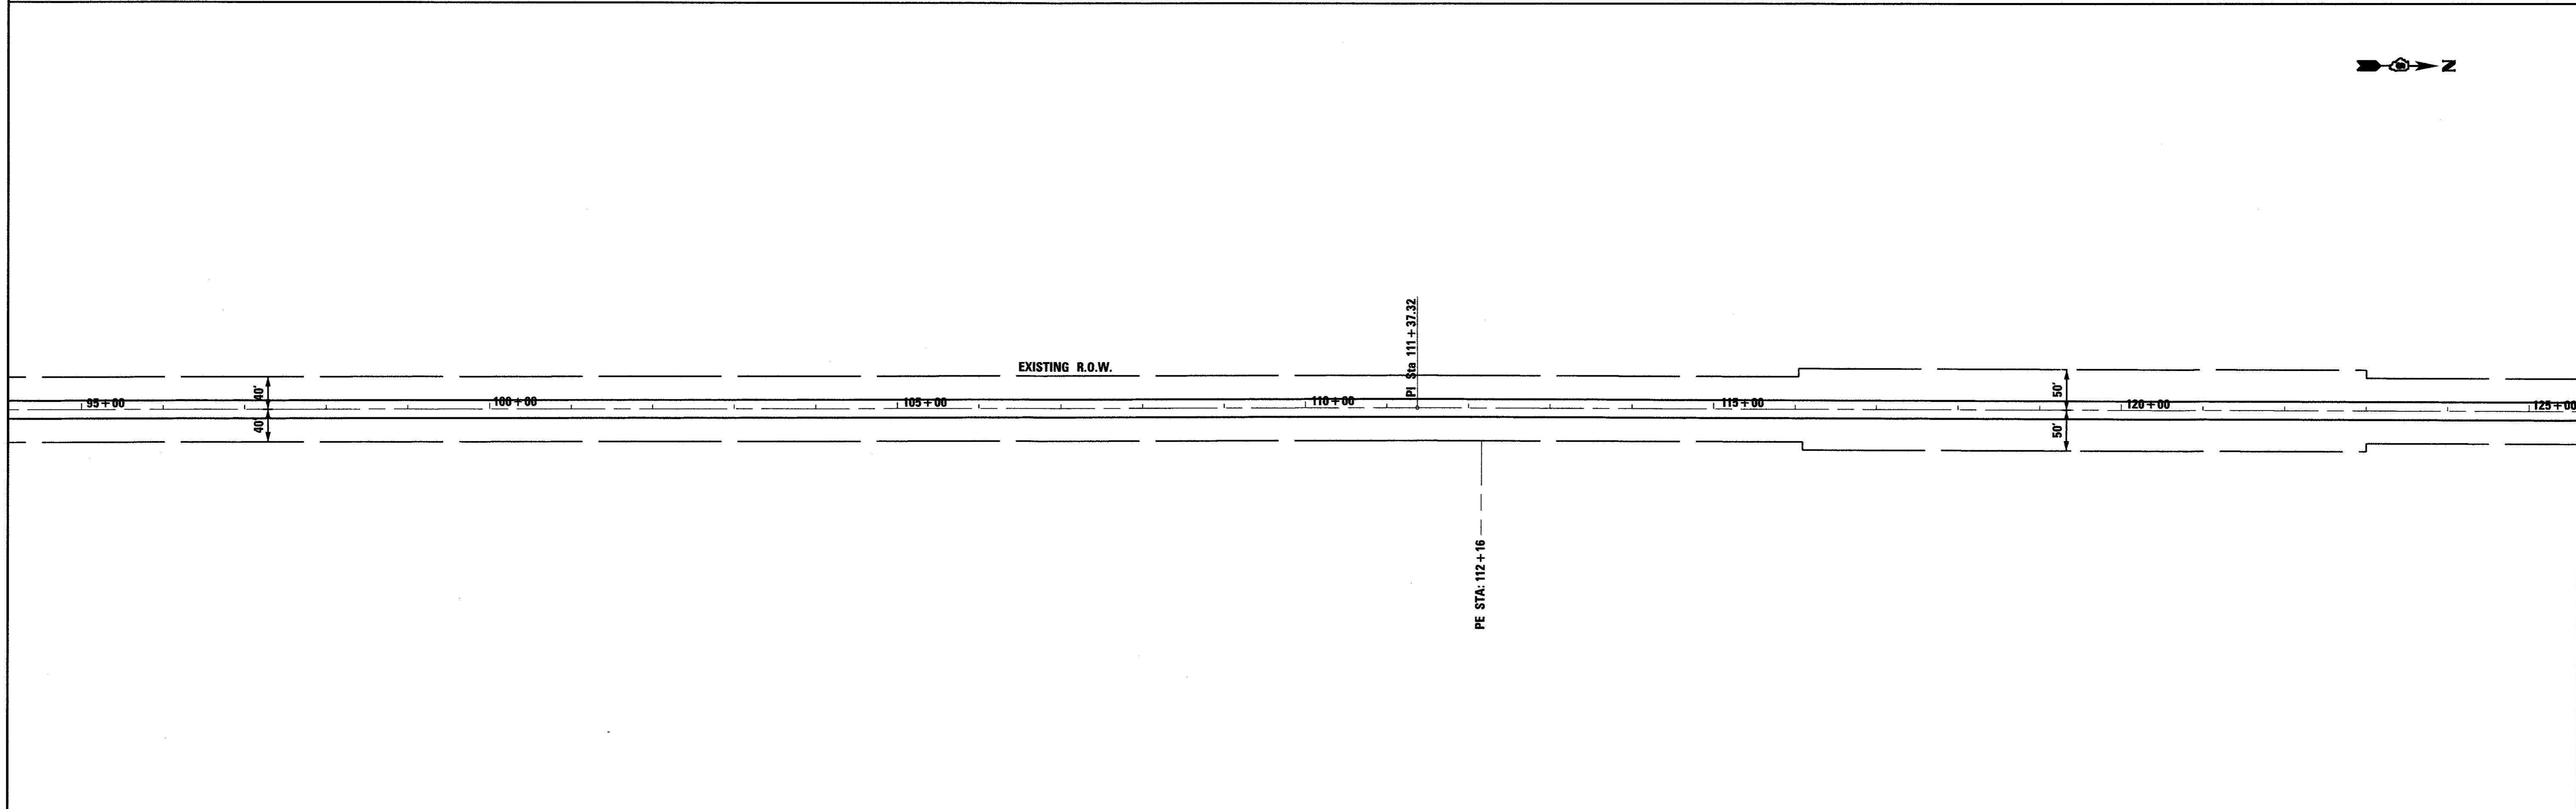 N
PI Sta 111+37.32
EXISTING R.O.W.
40'
50'
95+00
100+00
105+00
110+00
115+00
120+00
125+00
40'
50'
PE STA: 112+16